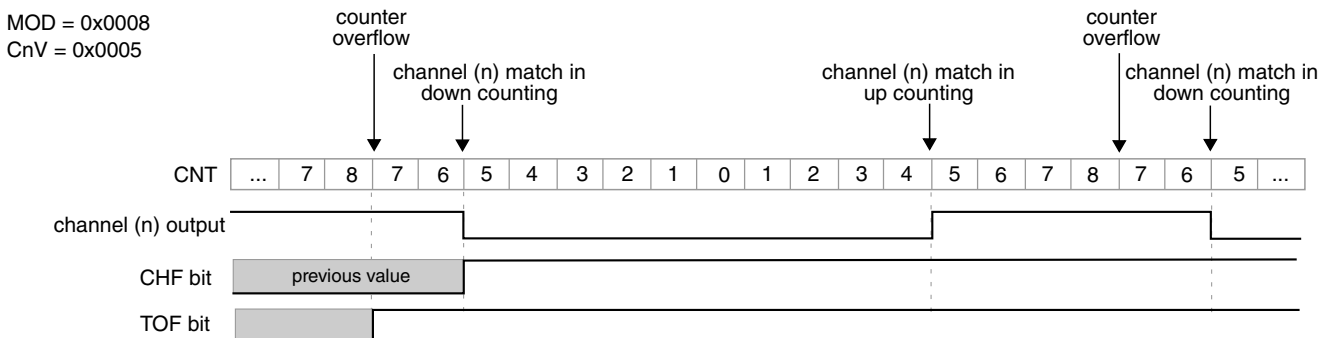 MOD = 0x0008
CnV = 0x0005
counter
overflow
channel (n) match in
down counting
channel (n) match in
up counting
counter
overflow
channel (n) match in
down counting
CNT ... 7 8 7 6 5 4 3 2 1 0 1 2 3 4 5 6 7 8 7 6 5 ...
channel (n) output
CHF bit previous value
TOF bit